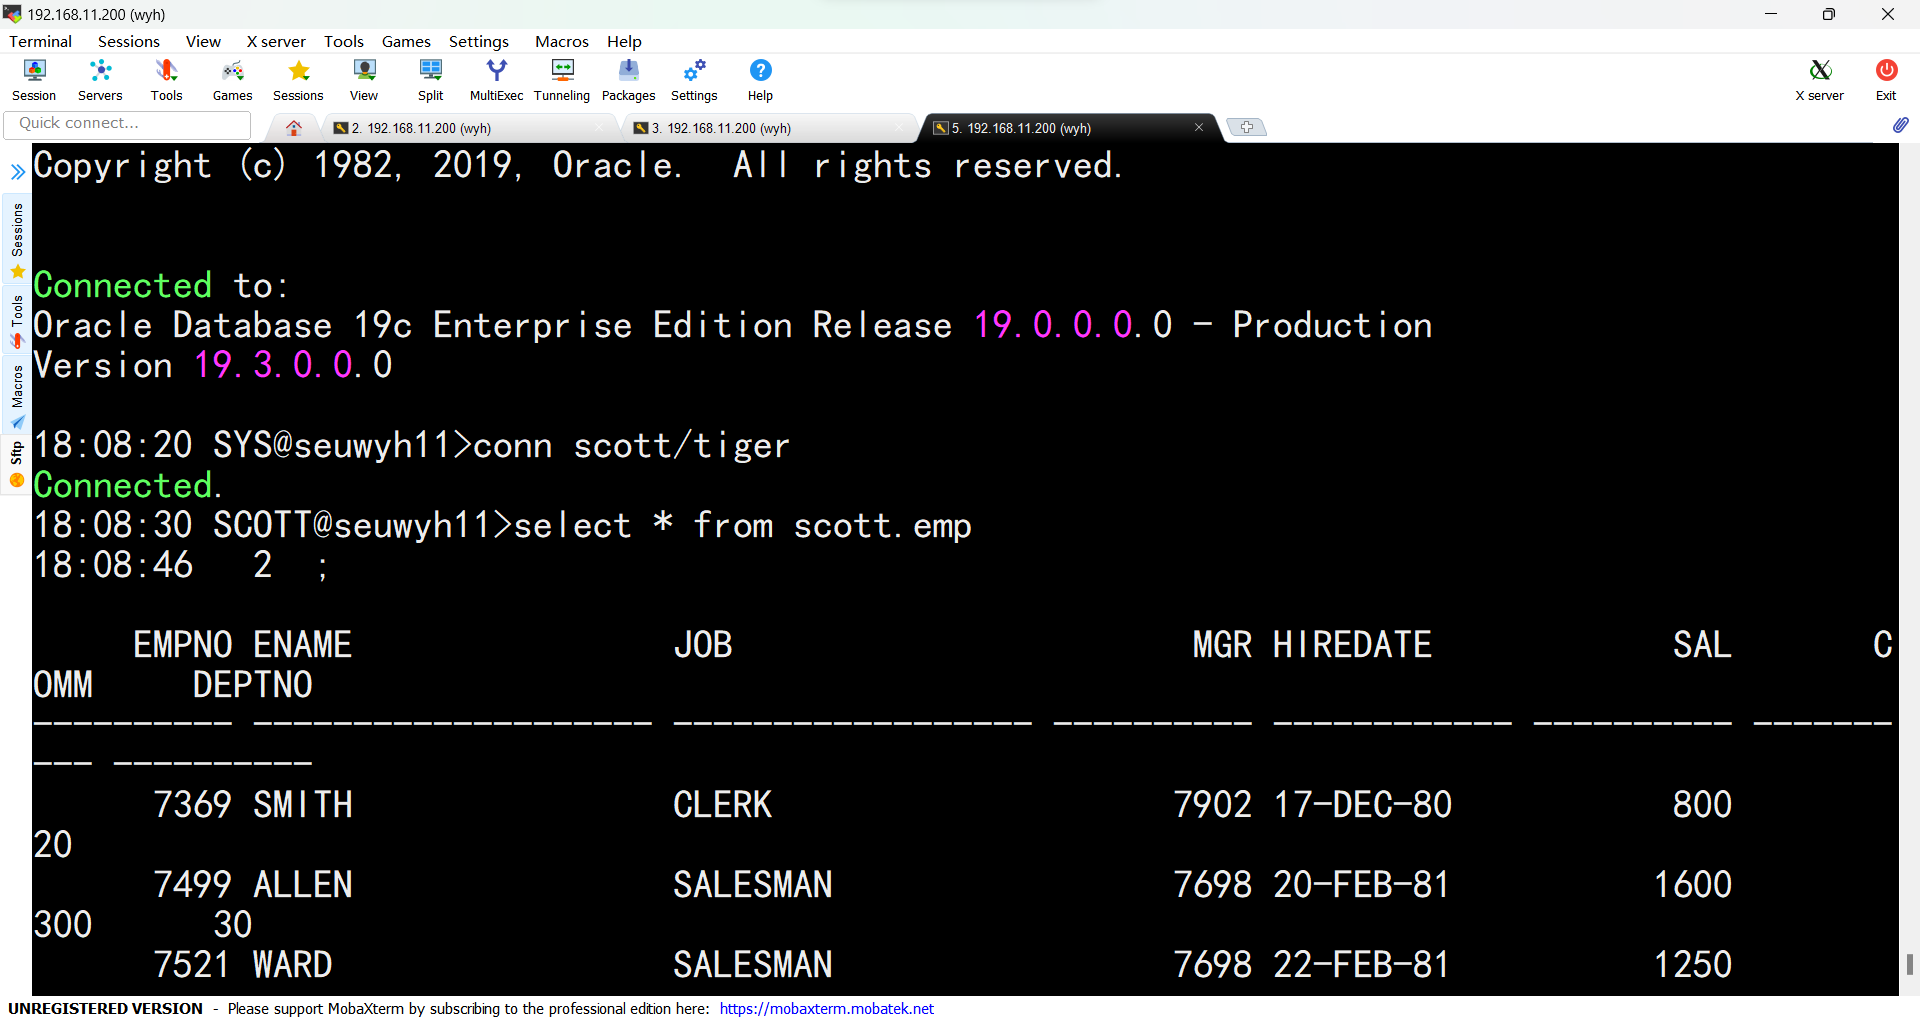 192.168.11.200 (wyh)
Terminal Sessions View X server Tools Games Settings Macros Help
Session Servers Tools Games Sessions View Split MultiExec Tunneling Packages Settings Help X server Exit
Quick connect... 2. 192.168.11.200 (wyh) 3. 192.168.11.200 (wyh) 5. 192.168.11.200 (wyh)
Sessions
Tools
Macros
Sftp
Copyright (c) 1982, 2019, Oracle.  All rights reserved.
Connected to:
Oracle Database 19c Enterprise Edition Release 19.0.0.0.0 - Production
Version 19.3.0.0.0
18:08:20 SYS@seuwyh11>conn scott/tiger
Connected.
18:08:30 SCOTT@seuwyh11>select * from scott.emp
18:08:46   2  ;
     EMPNO ENAME                JOB                       MGR HIREDATE            SAL       C
OMM     DEPTNO
---------- -------------------- ------------------ ---------- ------------ ---------- -------
--- ----------
      7369 SMITH                CLERK                    7902 17-DEC-80           800
20
      7499 ALLEN                SALESMAN                 7698 20-FEB-81          1600
300      30
      7521 WARD                 SALESMAN                 7698 22-FEB-81          1250
UNREGISTERED VERSION - Please support MobaXterm by subscribing to the professional edition here: https://mobaxterm.mobatek.net